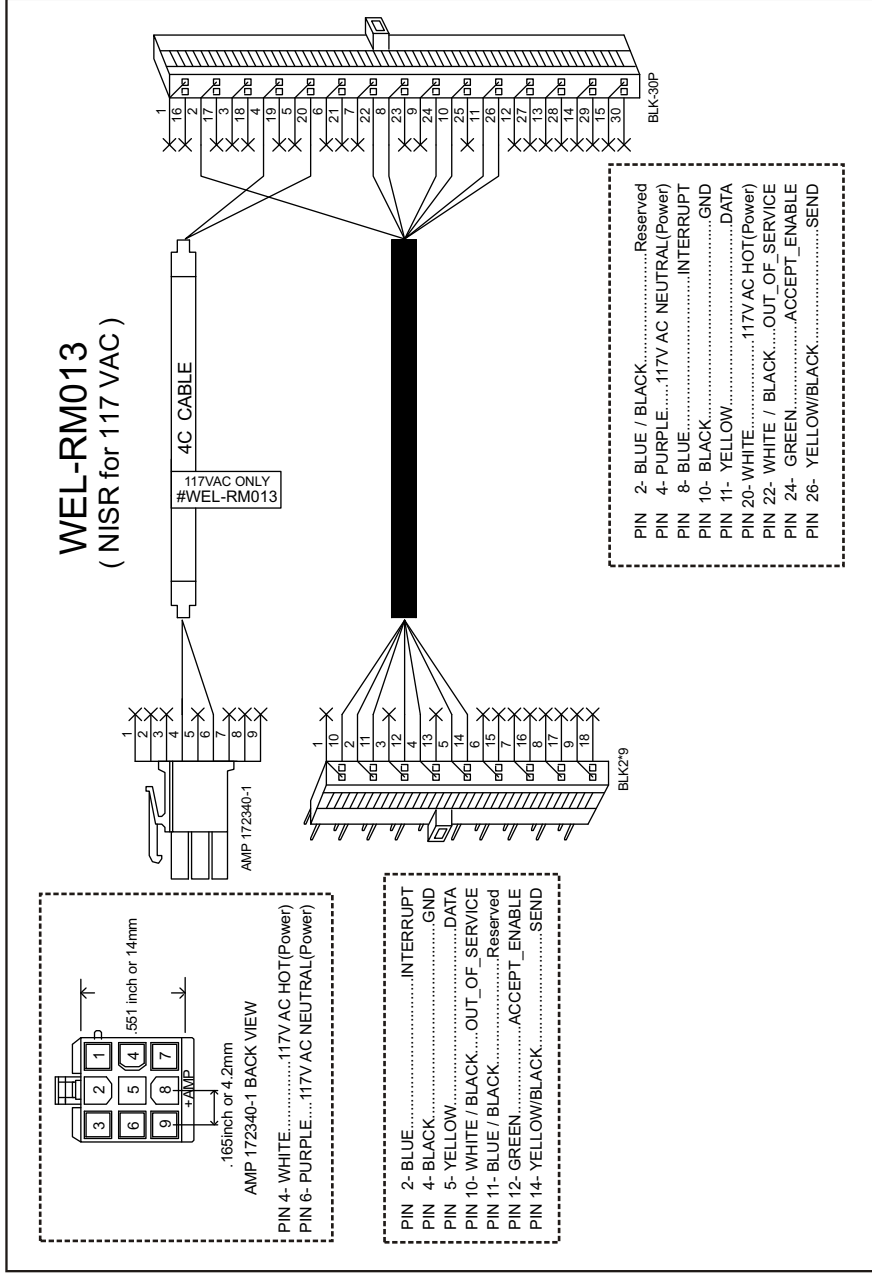 WEL-RM013
( NISR for 117 VAC )
3
2
1
6
5
4
9
8
7
+AMP
.551 inch or 14mm
.165inch or 4.2mm
AMP 172340-1 BACK VIEW
PIN 4- WHITE..............117V AC HOT(Power)
PIN 6- PURPLE....117V AC NEUTRAL(Power)
1
2
3
4
5
6
7
8
9
AMP 172340-1
4C CABLE
117VAC ONLY
#WEL-RM013
1
16
2
17
3
18
4
19
5
20
6
21
7
22
8
23
9
24
10
25
11
26
12
27
13
28
14
29
15
30
BLK-30P
PIN 2- BLUE.................................INTERRUPT
PIN 4- BLACK.......................................GND
PIN 5- YELLOW...................................DATA
PIN 10- WHITE / BLACK....OUT_OF_SERVICE
PIN 11- BLUE / BLACK......................Reserved
PIN 12- GREEN................ACCEPT_ENABLE
PIN 14- YELLOW/BLACK......................SEND
1
10
2
11
3
12
4
13
5
14
6
15
7
16
8
17
9
18
BLK2*9
PIN 2- BLUE / BLACK......................Reserved
PIN 4- PURPLE......117V AC NEUTRAL(Power)
PIN 8- BLUE.................................INTERRUPT
PIN 10- BLACK.......................................GND
PIN 11- YELLOW...................................DATA
PIN 20- WHITE.................117V AC HOT(Power)
PIN 22- WHITE / BLACK....OUT_OF_SERVICE
PIN 24- GREEN................ACCEPT_ENABLE
PIN 26- YELLOW/BLACK......................SEND